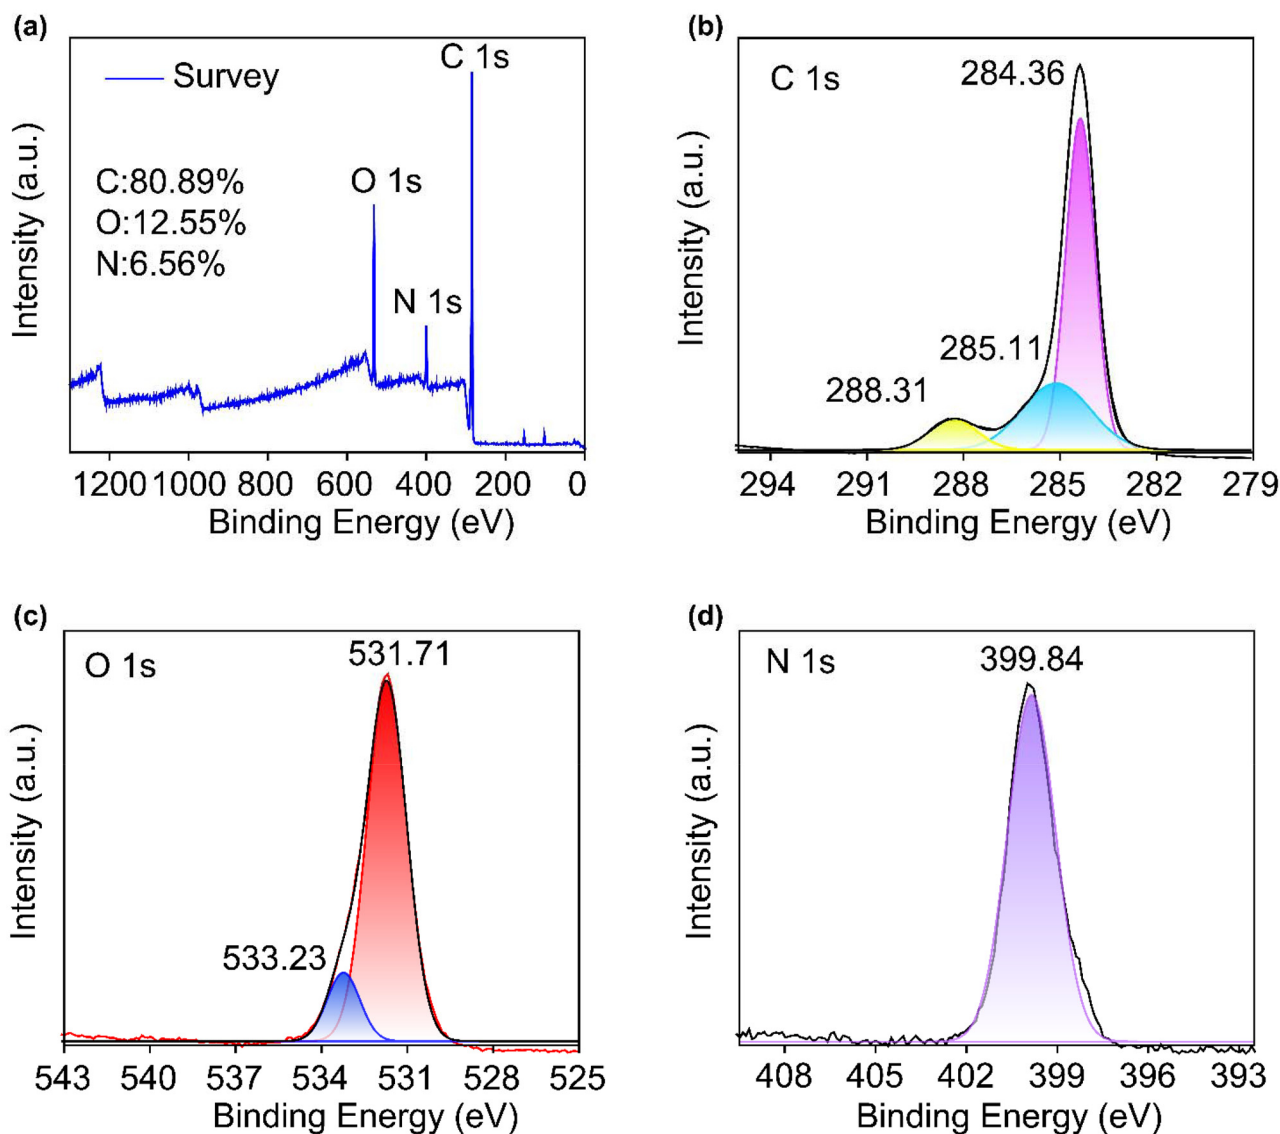 (a)
C 1s
Survey
C:80.89%
O:12.55%
N:6.56%
O 1s
N 1s
Intensity (a.u.)
1200 1000 800 600 400 200 0
Binding Energy (eV)
(b)
C 1s
284.36
285.11
288.31
Intensity (a.u.)
294 291 288 285 282 279
Binding Energy (eV)
(c)
O 1s
531.71
533.23
Intensity (a.u.)
543 540 537 534 531 528 525
Binding Energy (eV)
(d)
N 1s
399.84
Intensity (a.u.)
408 405 402 399 396 393
Binding Energy (eV)